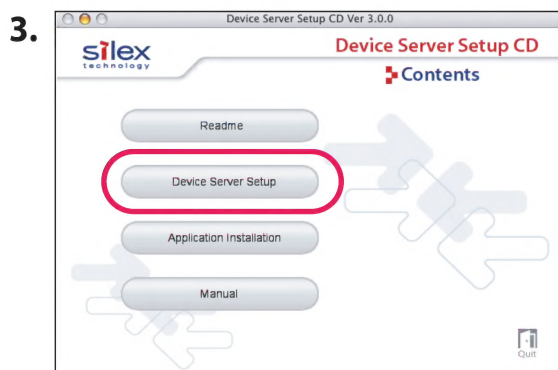 3.
Device Server Setup CD Ver 3.0.0
silex
technology
Device Server Setup CD
Contents
Readme
Device Server Setup
Application Installation
Manual
Quit